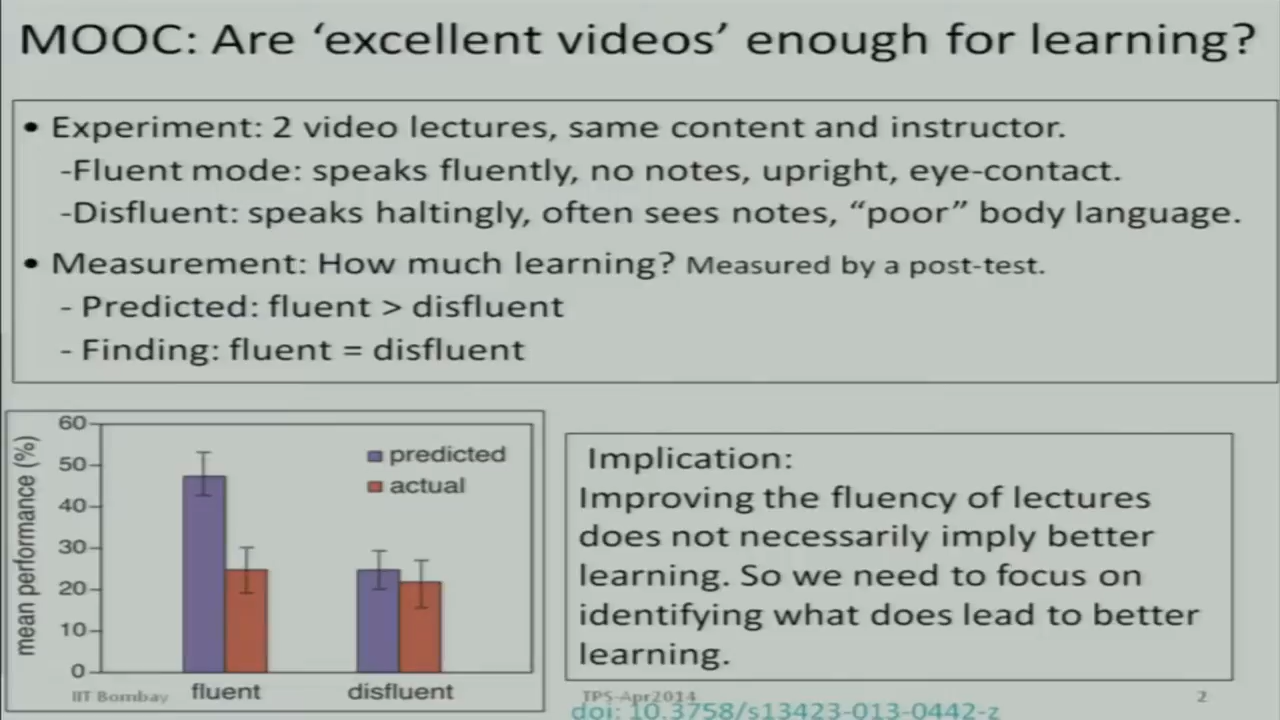 MOOC: Are ‘excellent videos’ enough for learning?
• Experiment: 2 video lectures, same content and instructor.
-Fluent mode: speaks fluently, no notes, upright, eye-contact.
-Disfluent: speaks haltingly, often sees notes, “poor” body language.
• Measurement: How much learning? Measured by a post-test.
- Predicted: fluent > disfluent
- Finding: fluent = disfluent
mean performance (%)
60
50
40
30
20
10
0
predicted
actual
fluent
disfluent
Implication:
Improving the fluency of lectures
does not necessarily imply better
learning. So we need to focus on
identifying what does lead to better
learning.
IIT Bombay
TPS-Apr2014
2
doi: 10.3758/s13423-013-0442-z